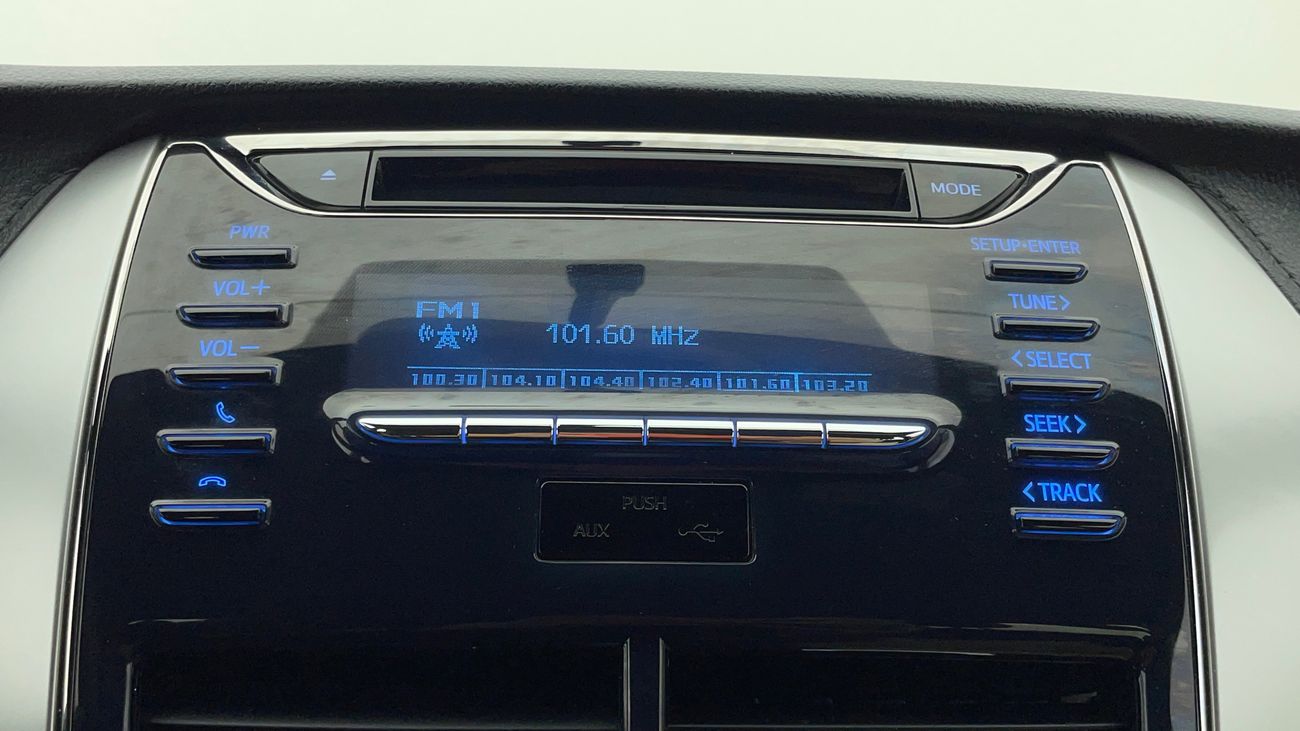 MODE
PWR
VOL+
VOL-
SETUP•ENTER
TUNE>
<SELECT
SEEK>
<TRACK
FM1
101.60 MHz
100.30 104.10 104.40 102.40 101.60 103.20
PUSH
AUX